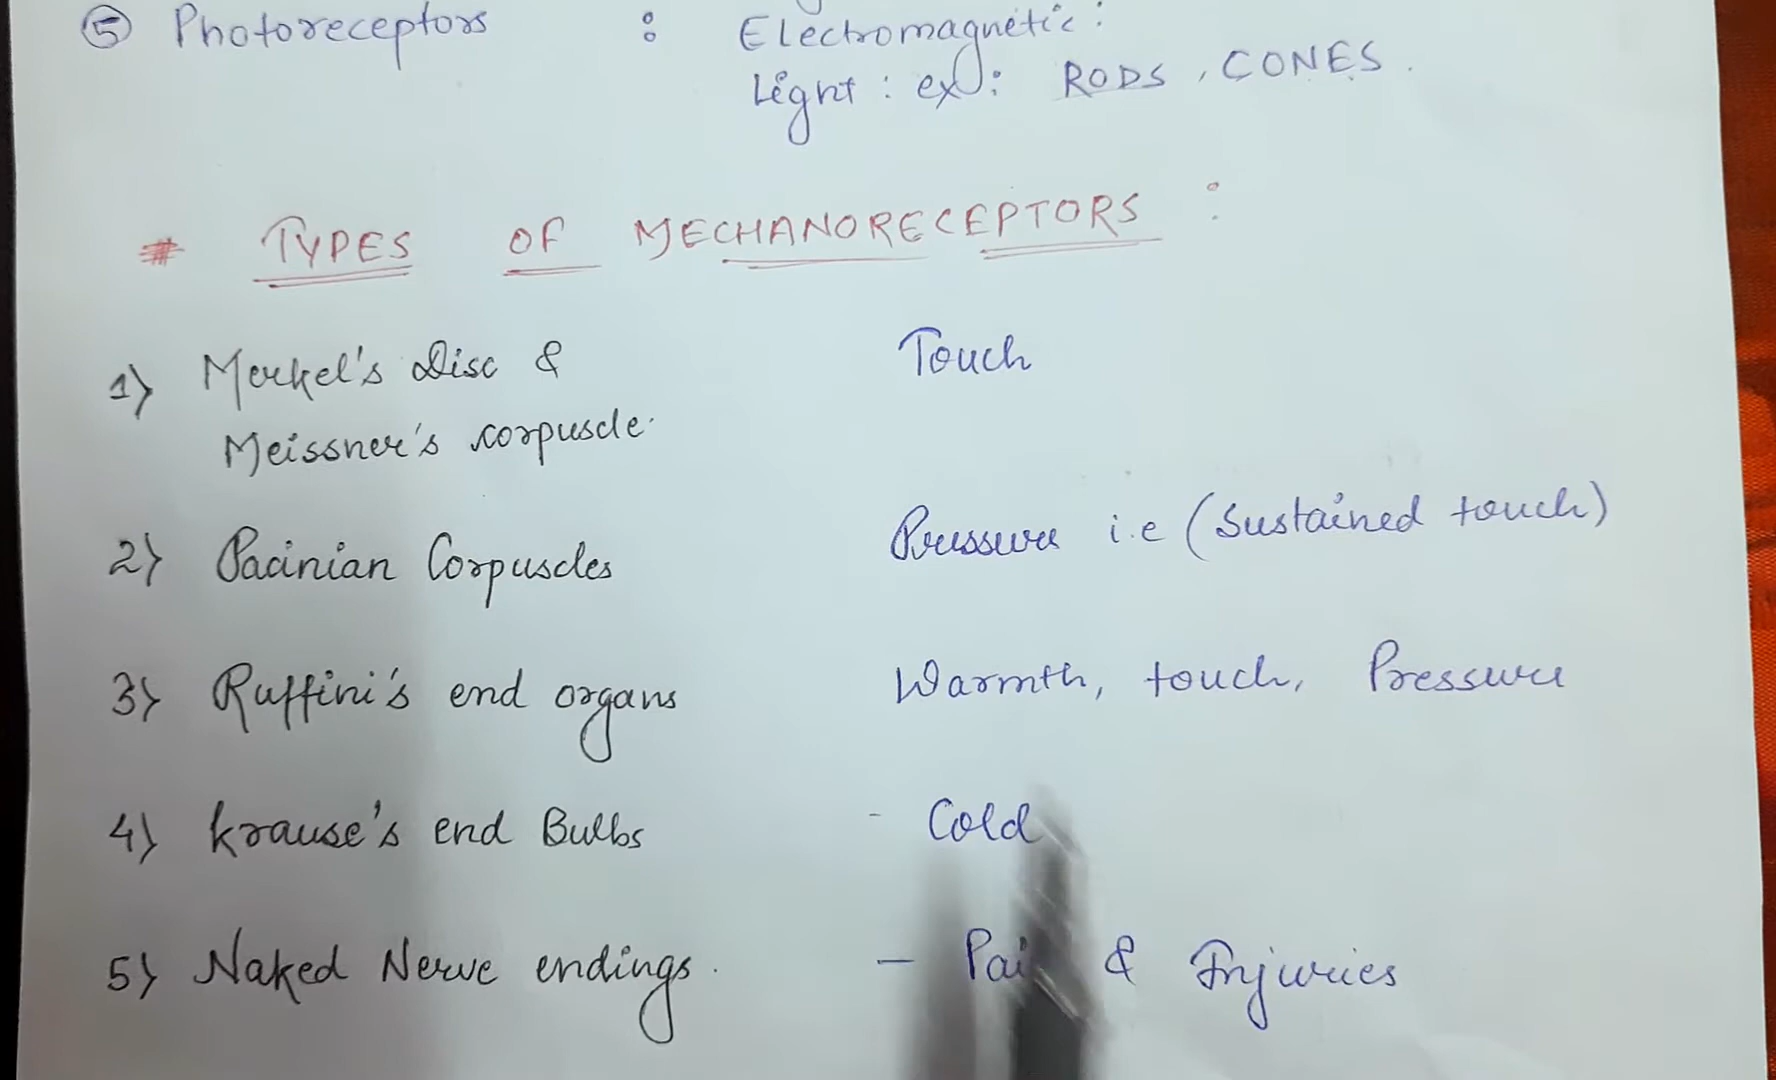 ⑤ Photoreceptors : Electromagnetic :
Light : ex : RODS , CONES .
# TYPES OF MECHANORECEPTORS :
1) Merkel's Disc & Touch
Meissner's corpuscle.
2) Pacinian Corpuscles Pressure i.e (Sustained touch)
3) Ruffini's end organs Warmth, touch, Pressure
4) Krause's end Bulbs - Cold
5) Naked Nerve endings. - Pain & Injuries